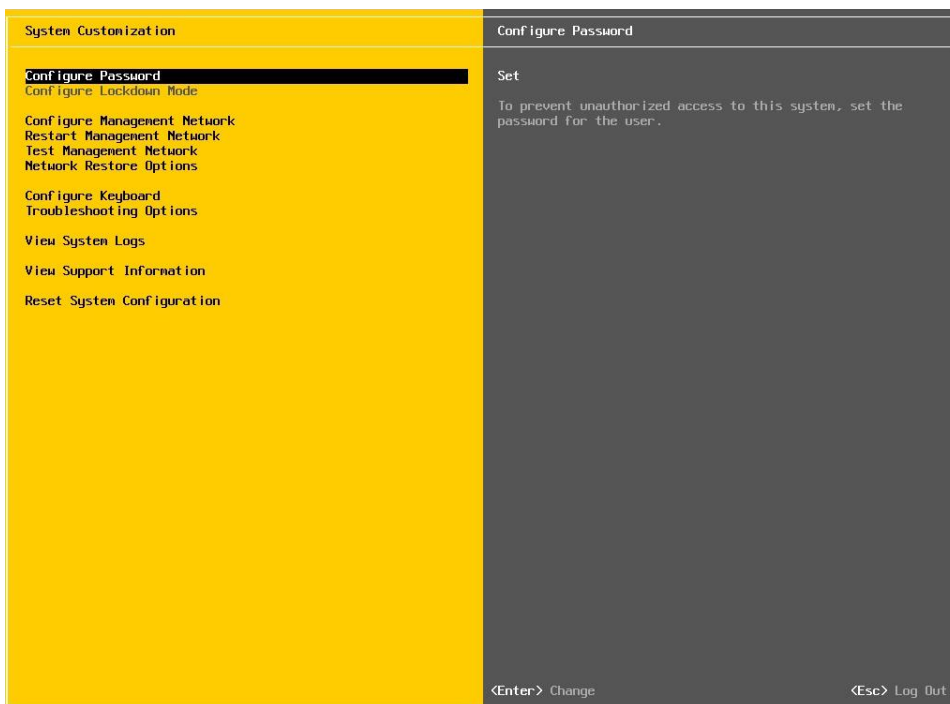 System Customization
Configure Password
Configure Password
Configure Lockdown Mode
Configure Management Network
Restart Management Network
Test Management Network
Network Restore Options
Configure Keyboard
Troubleshooting Options
View System Logs
View Support Information
Reset System Configuration
Set
To prevent unauthorized access to this system, set the
password for the user.
<Enter> Change
<Esc> Log Out